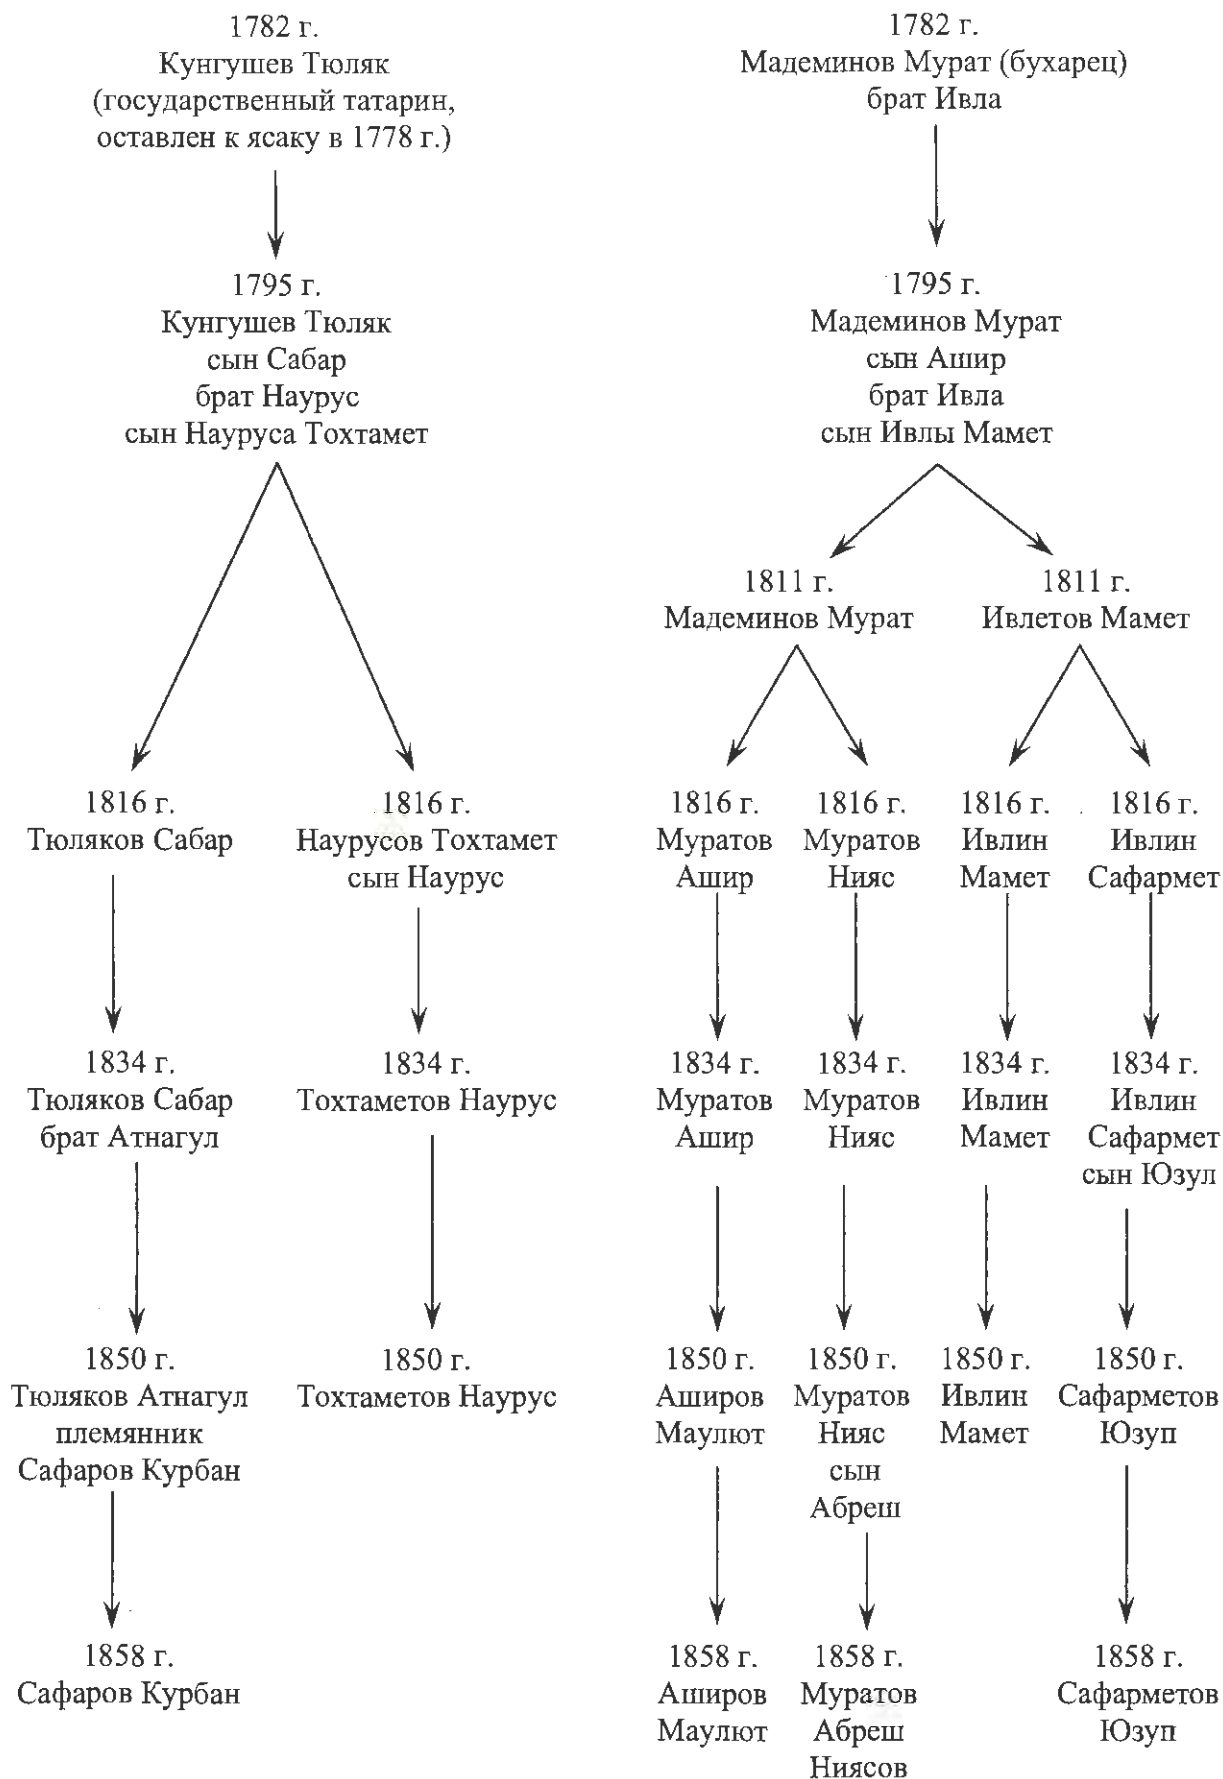 1782 г.
Кунгушев Тюляк
(государственный татарин,
оставлен к ясаку в 1778 г.)
1782 г.
Мадеминов Мурат (бухарец)
брат Ивла
1795 г.
Кунгушев Тюляк
сын Сабар
брат Наурус
сын Науруса Тохтамет
1795 г.
Мадеминов Мурат
сын Ашир
брат Ивла
сын Ивлы Мамет
1811 г.
Мадеминов Мурат
1811 г.
Ивлетов Мамет
1816 г.
Тюляков Сабар
1816 г.
Наурусов Тохтамет
сын Наурус
1816 г.
Муратов
Ашир
1816 г.
Муратов
Нияс
1816 г.
Ивлин
Мамет
1816 г.
Ивлин
Сафармет
1834 г.
Тюляков Сабар
брат Атнагул
1834 г.
Тохтаметов Наурус
1834 г.
Муратов
Ашир
1834 г.
Муратов
Нияс
1834 г.
Ивлин
Мамет
1834 г.
Ивлин
Сафармет
сын Юзул
1850 г.
Тюляков Атнагул
племянник
Сафаров Курбан
1850 г.
Тохтаметов Наурус
1850 г.
Аширов
Маулют
1850 г.
Муратов
Нияс
сын
Абреш
1850 г.
Ивлин
Мамет
1850 г.
Сафарметов
Юзуп
1858 г.
Сафаров Курбан
1858 г.
Аширов
Маулют
1858 г.
Муратов
Абреш
Ниясов
1858 г.
Сафарметов
Юзуп